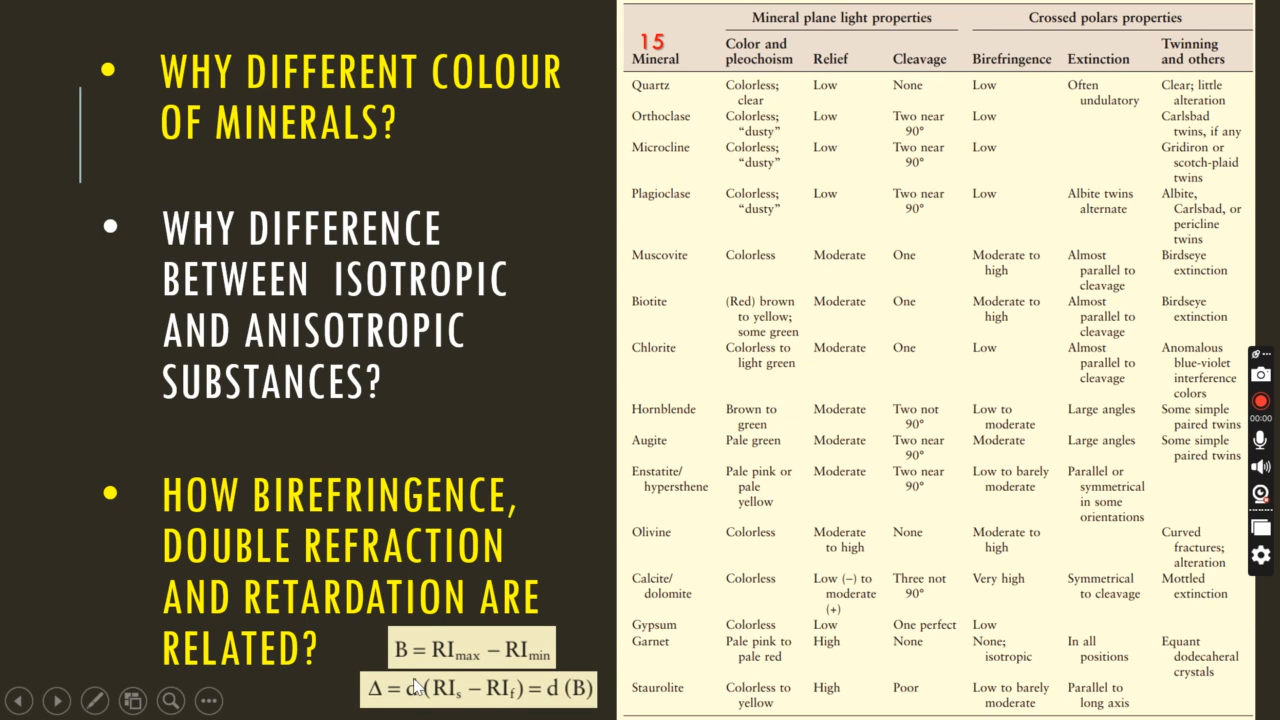 • WHY DIFFERENT COLOUR
OF MINERALS?
• WHY DIFFERENCE
BETWEEN ISOTROPIC
AND ANISOTROPIC
SUBSTANCES?
• HOW BIREFRINGENCE,
DOUBLE REFRACTION
AND RETARDATION ARE
RELATED?
B = RImax − RImin
Δ = d (RIs − RIf) = d (B)
Mineral plane light properties Crossed polars properties
15
Color and Twinning
Mineral pleochoism Relief Cleavage Birefringence Extinction and others
Quartz Colorless; Low None Low Often Clear; little
clear undulatory alteration
Orthoclase Colorless; Low Two near Low Carlsbad
“dusty” 90° twins, if any
Microcline Colorless; Low Two near Low Gridiron or
“dusty” 90° scotch-plaid
twins
Plagioclase Colorless; Low Two near Low Albite twins Albite,
“dusty” 90° alternate Carlsbad, or
pericline
twins
Muscovite Colorless Moderate One Moderate to Almost Birdseye
high parallel to extinction
cleavage
Biotite (Red) brown Moderate One Moderate to Almost Birdseye
to yellow; high parallel to extinction
some green cleavage
Chlorite Colorless to Moderate One Low Almost Anomalous
light green parallel to blue-violet
cleavage interference
colors
Hornblende Brown to Moderate Two not Low to Large angles Some simple
green 90° moderate paired twins
Augite Pale green Moderate Two near Moderate Large angles Some simple
90° paired twins
Enstatite/ Pale pink or Moderate Two near Low to barely Parallel or
hypersthene pale 90° moderate symmetrical
yellow in some
orientations
Olivine Colorless Moderate None Moderate to Curved
to high high fractures;
alteration
Calcite/ Colorless Low (−) to Three not Very high Symmetrical Mottled
dolomite moderate 90° to cleavage extinction
(+)
Gypsum Colorless Low One perfect Low
Garnet Pale pink to High None None; In all Equant
pale red isotropic positions dodecaheral
crystals
Staurolite Colorless to High Poor Low to barely Parallel to
yellow moderate long axis
00:00